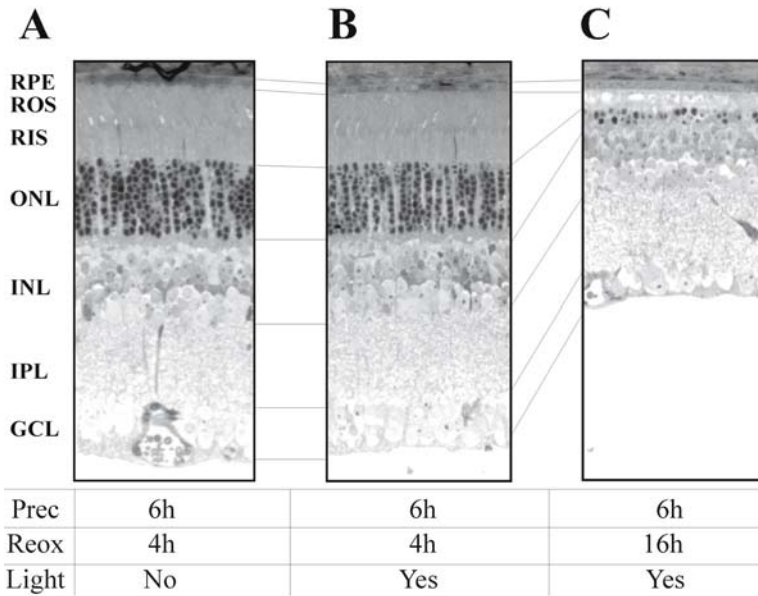 A B C
RPE
ROS
RIS
ONL
INL
IPL
GCL
Prec 6h 6h 6h
Reox 4h 4h 16h
Light No Yes Yes